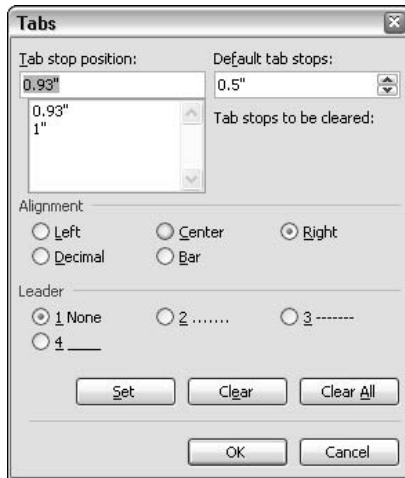 Tabs
Tab stop position:
Default tab stops:
0.93"
0.5"
0.93"
1"
Tab stops to be cleared:
Alignment
Left
Center
Right
Decimal
Bar
Leader
1 None
2 .......
3 -------
4 ____
Set
Clear
Clear All
OK
Cancel